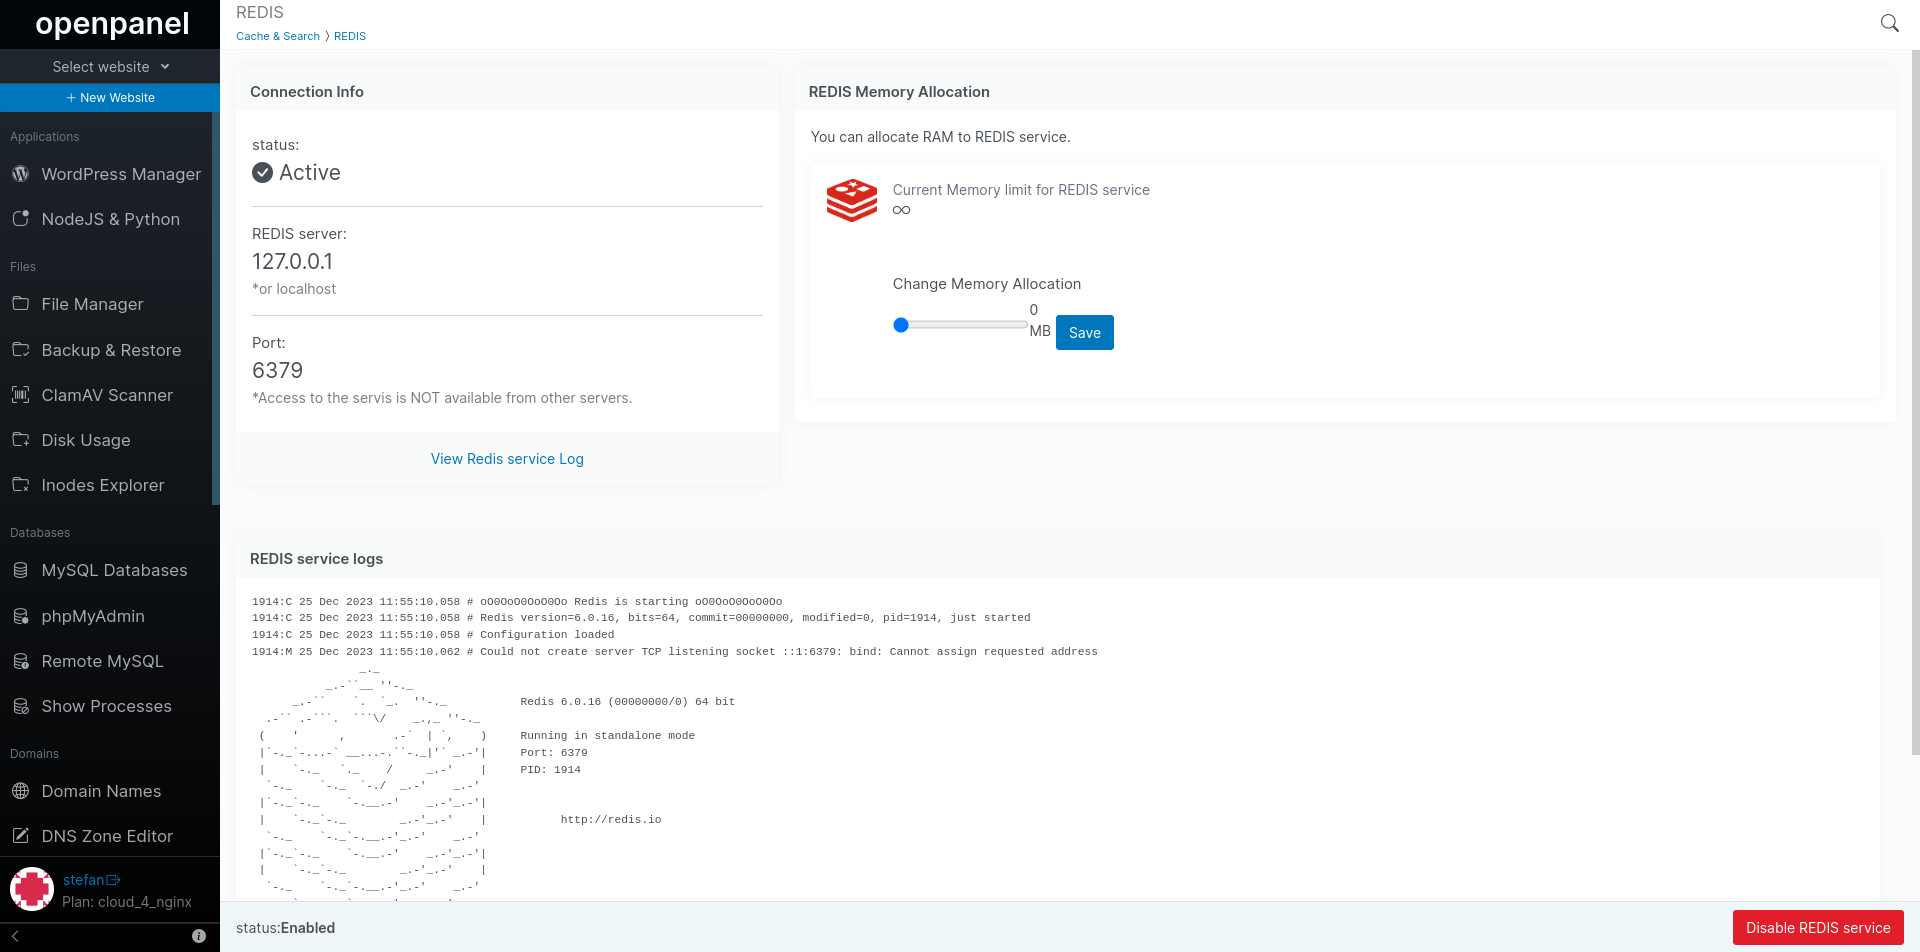 openpanel
Select website
+ New Website
Applications
WordPress Manager
NodeJS & Python
Files
File Manager
Backup & Restore
ClamAV Scanner
Disk Usage
Inodes Explorer
Databases
MySQL Databases
phpMyAdmin
Remote MySQL
Show Processes
Domains
Domain Names
DNS Zone Editor
stefan
Plan: cloud_4_nginx
REDIS
Cache & Search 〉 REDIS
Connection Info
status:
Active
REDIS server:
127.0.0.1
*or localhost
Port:
6379
*Access to the servis is NOT available from other servers.
View Redis service Log
REDIS Memory Allocation
You can allocate RAM to REDIS service.
Current Memory limit for REDIS service
∞
Change Memory Allocation
0
MB
Save
REDIS service logs
1914:C 25 Dec 2023 11:55:10.058 # oO0OoO0OoO0Oo Redis is starting oO0OoO0OoO0Oo
1914:C 25 Dec 2023 11:55:10.058 # Redis version=6.0.16, bits=64, commit=00000000, modified=0, pid=1914, just started
1914:C 25 Dec 2023 11:55:10.058 # Configuration loaded
1914:M 25 Dec 2023 11:55:10.062 # Could not create server TCP listening socket ::1:6379: bind: Cannot assign requested address
Redis 6.0.16 (00000000/0) 64 bit
Running in standalone mode
Port: 6379
PID: 1914
http://redis.io
status:Enabled
Disable REDIS service